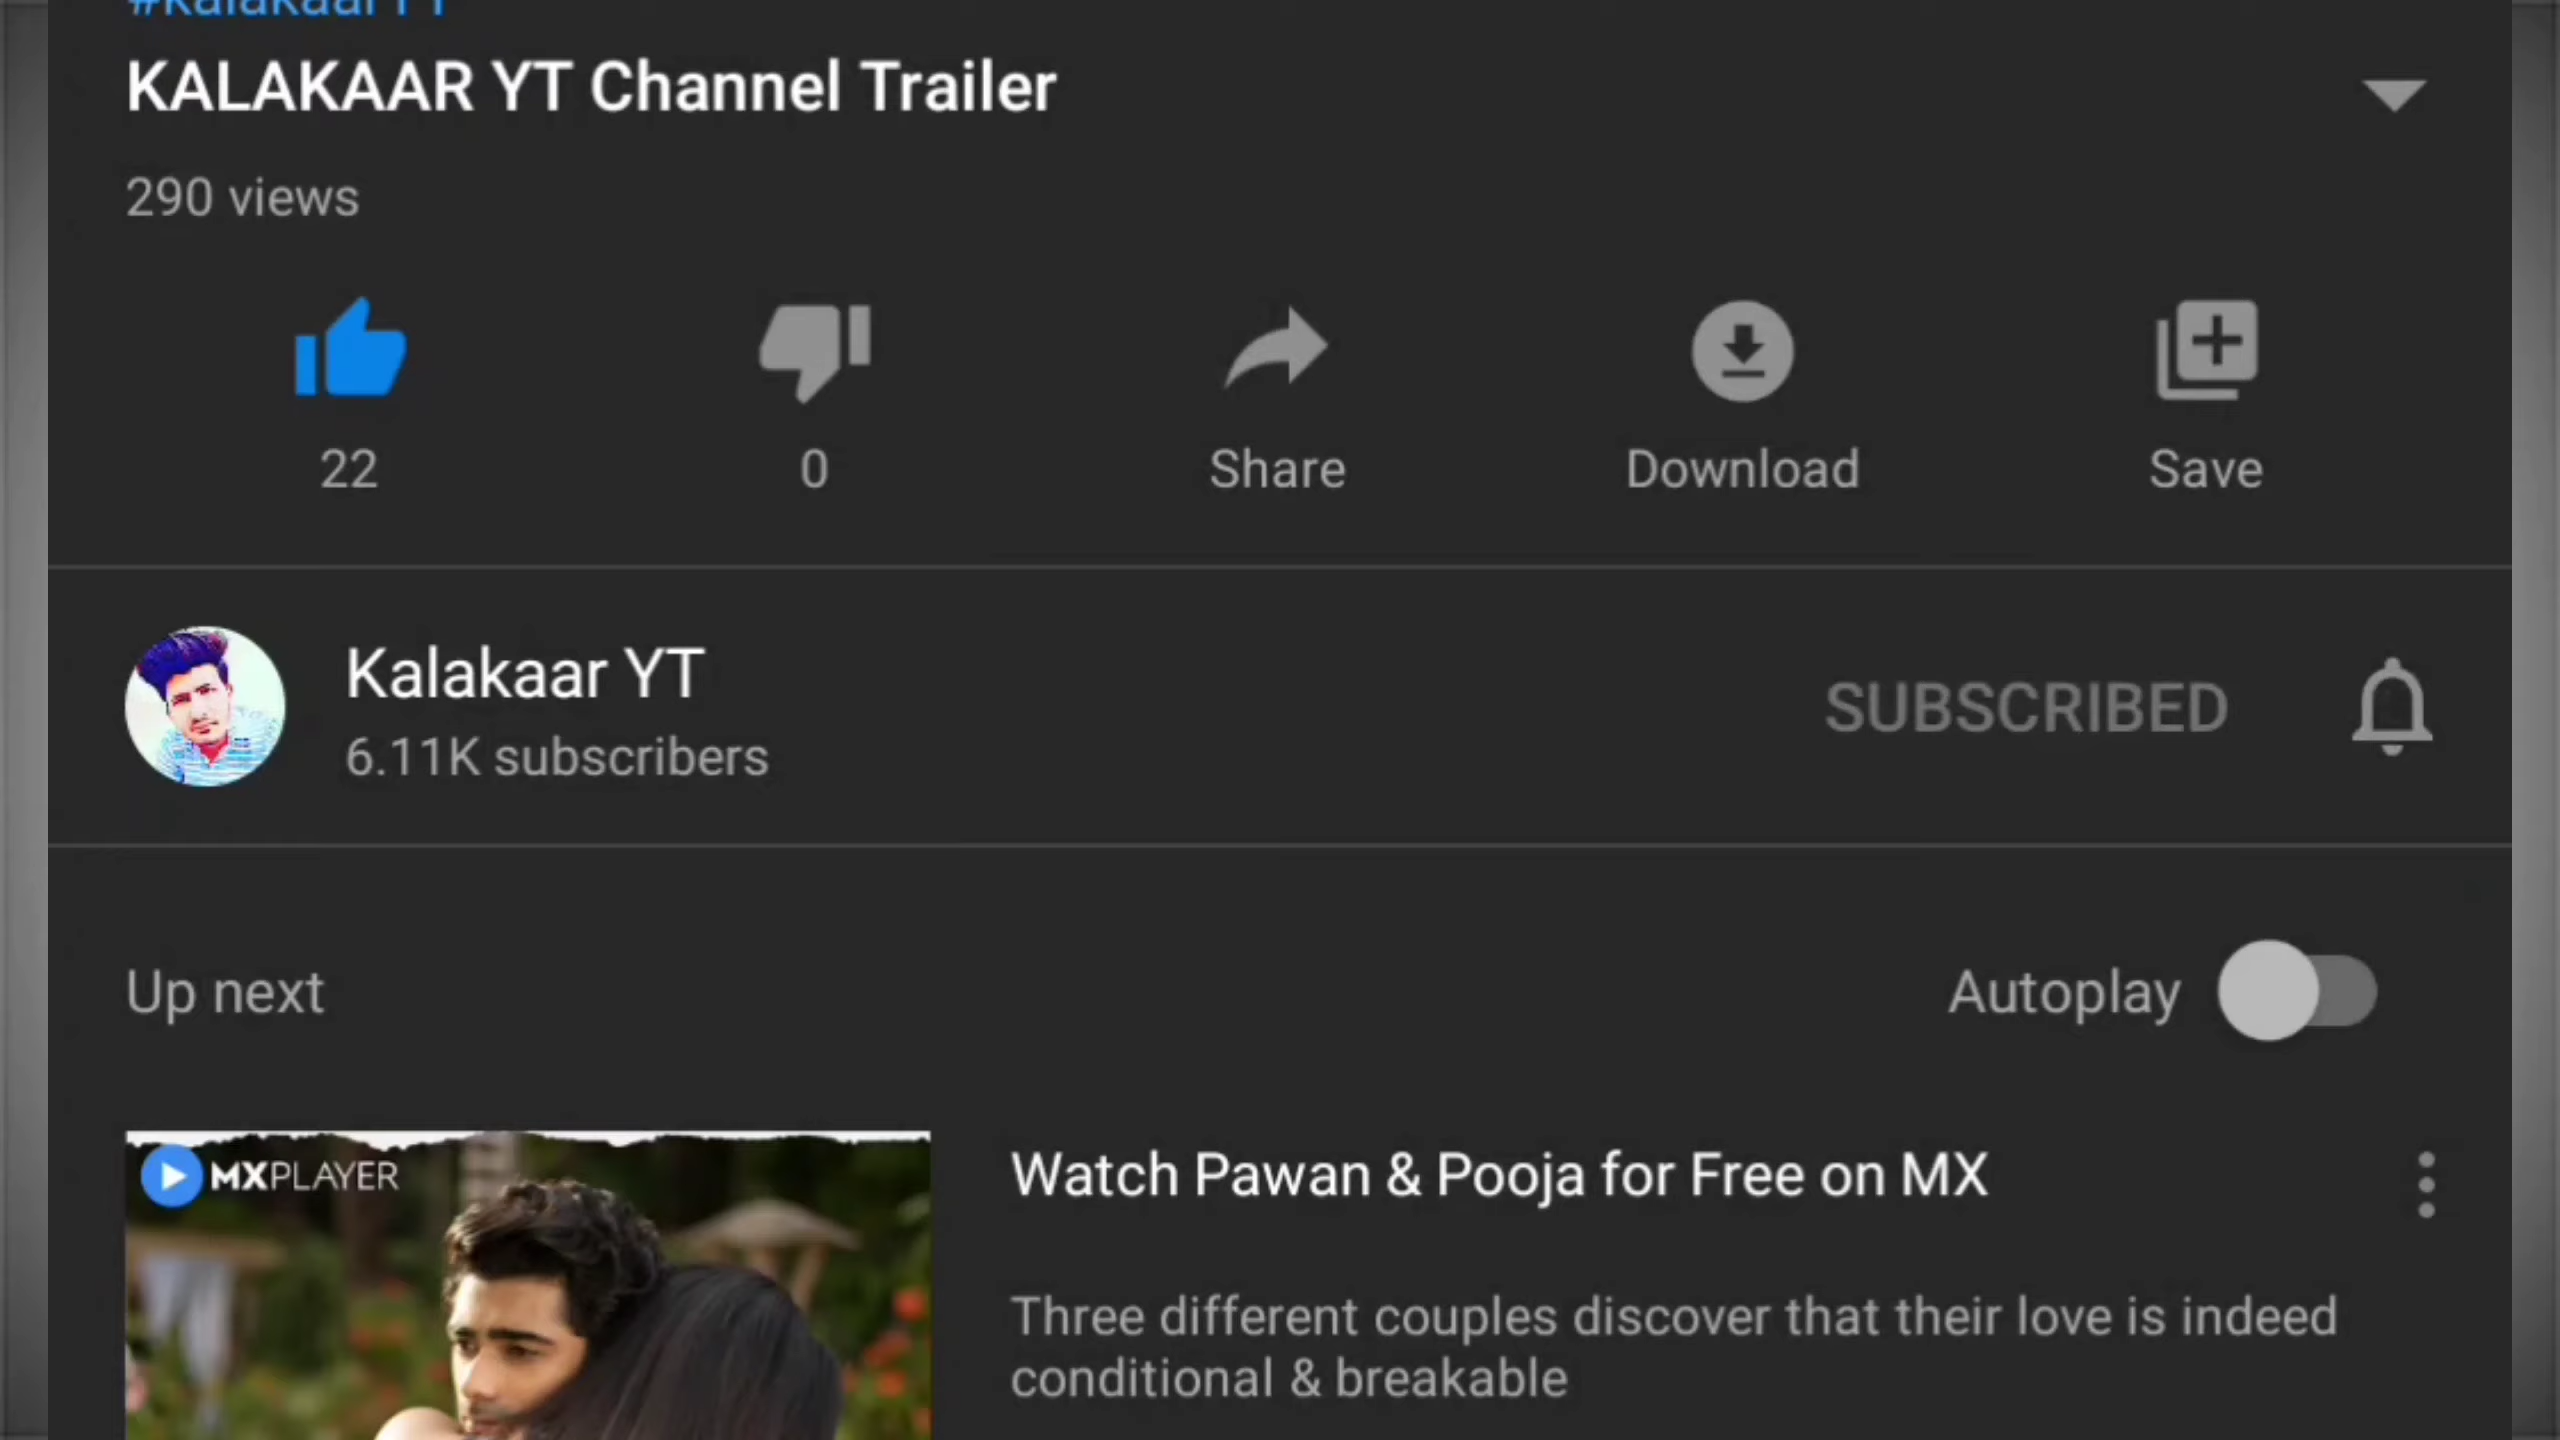 #KalakaarYT
KALAKAAR YT Channel Trailer
290 views
22
0
Share
Download
Save
Kalakaar YT
6.11K subscribers
SUBSCRIBED
Up next
Autoplay
MXPLAYER
Watch Pawan & Pooja for Free on MX
Three different couples discover that their love is indeed
conditional & breakable